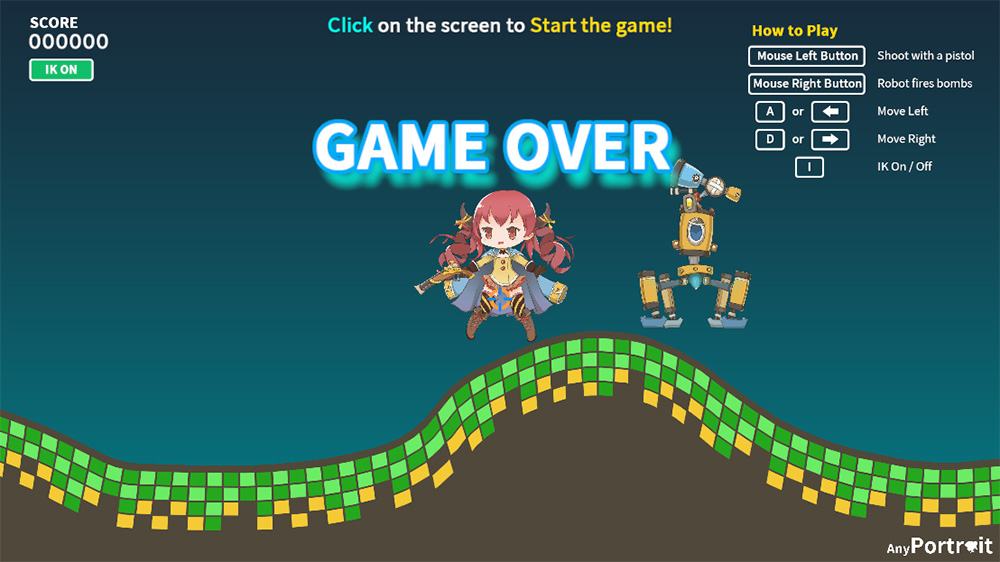 SCORE
000000
IK ON
Click on the screen to Start the game!
How to Play
Mouse Left Button Shoot with a pistol
Mouse Right Button Robot fires bombs
A or Move Left
D or Move Right
I IK On / Off
GAME OVER
AnyPortrait